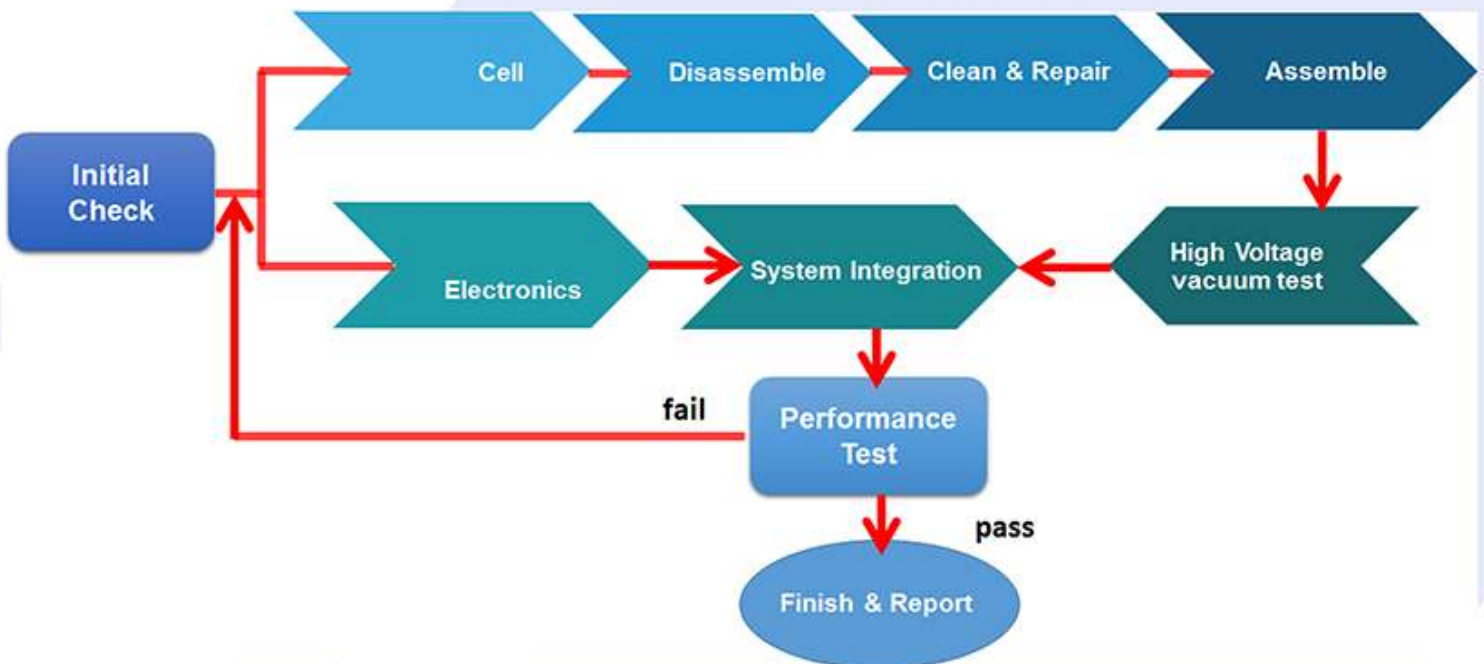 Cell
Disassemble
Clean & Repair
Assemble
Initial
Check
Electronics
System Integration
High Voltage
vacuum test
fail
Performance
Test
pass
Finish & Report